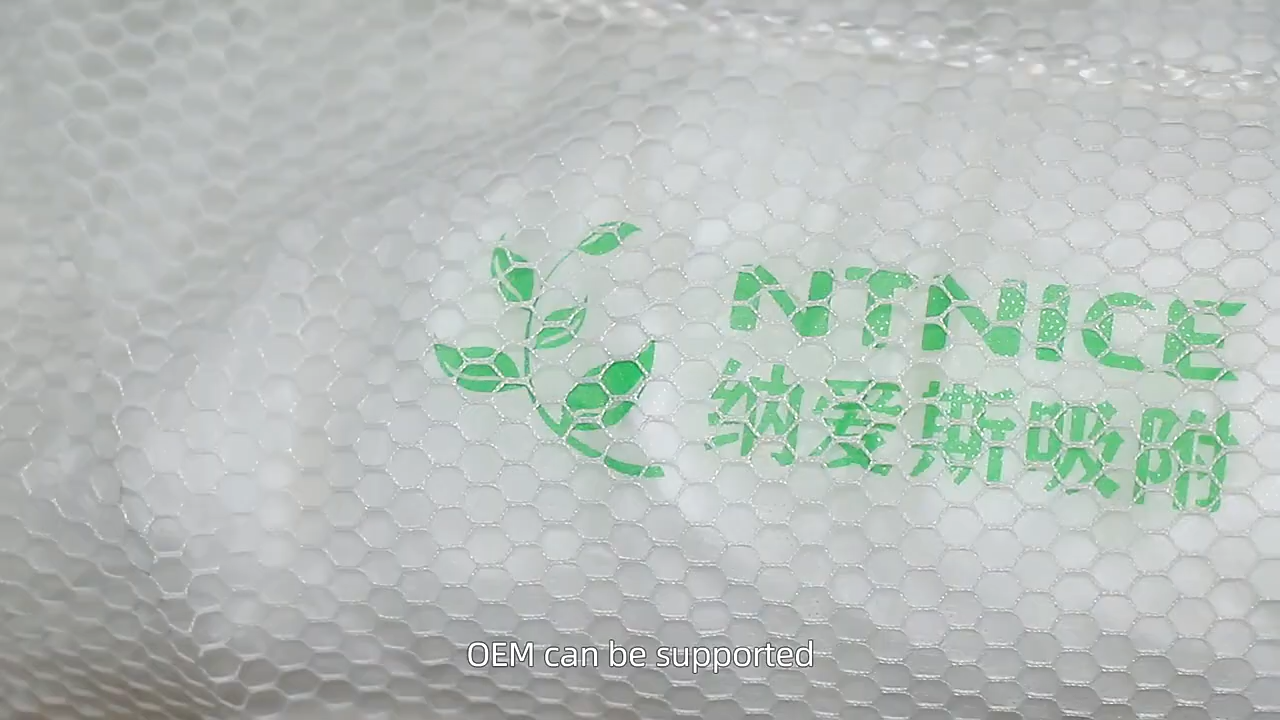 NTNICE
纳爱斯吸附
OEM can be supported